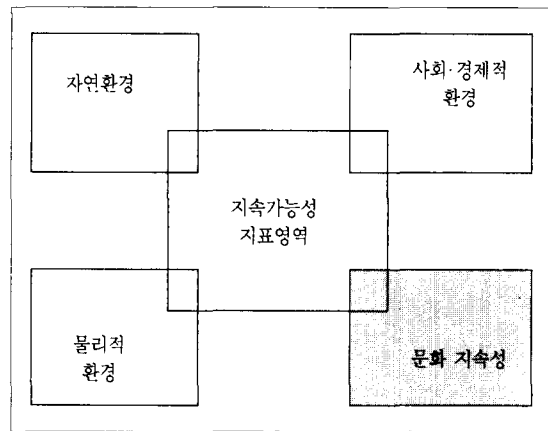 자연환경
사회·경제적
환경
지속가능성
지표영역
물리적
환경
문화 지속성